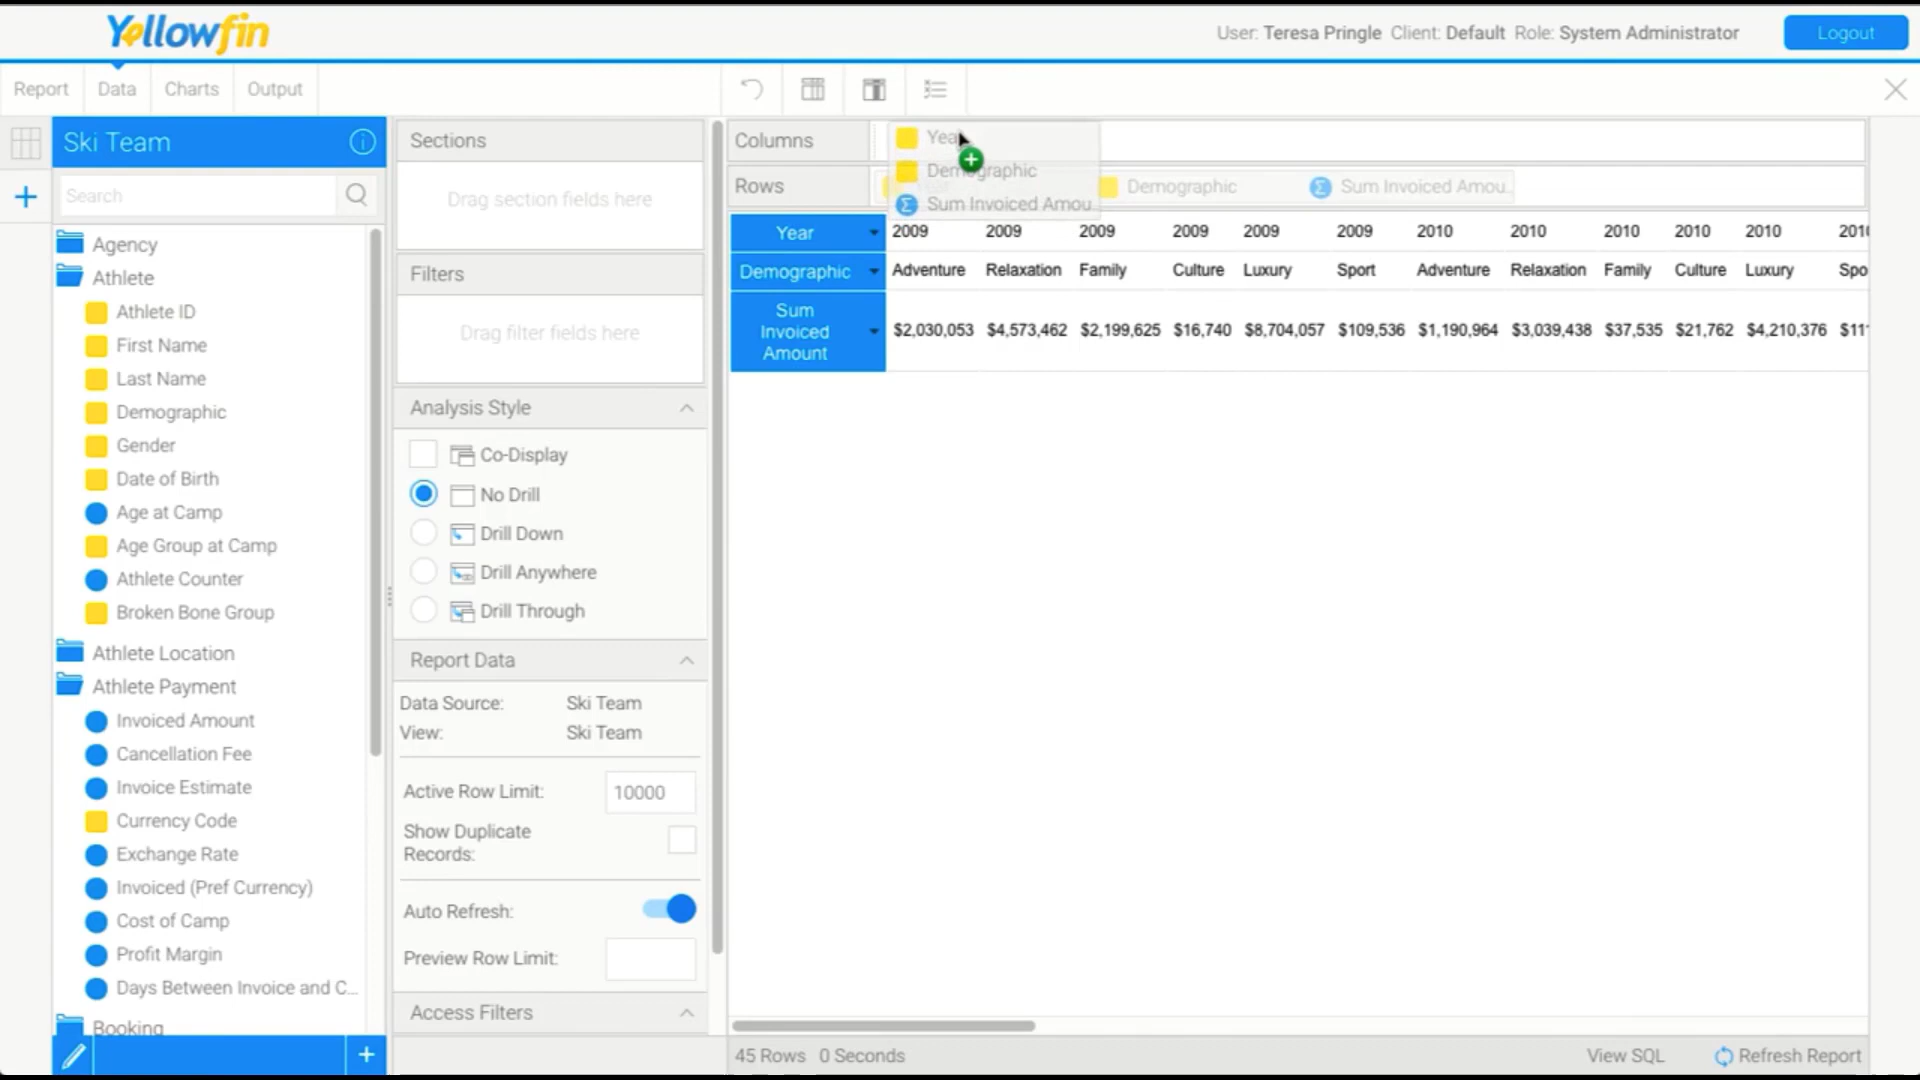 Yellowfin
User: Teresa Pringle Client: Default Role: System Administrator
Logout
Report Data Charts Output
Ski Team
Search
Agency
Athlete
Athlete ID
First Name
Last Name
Demographic
Gender
Date of Birth
Age at Camp
Age Group at Camp
Athlete Counter
Broken Bone Group
Athlete Location
Athlete Payment
Invoiced Amount
Cancellation Fee
Invoice Estimate
Currency Code
Exchange Rate
Invoiced (Pref Currency)
Cost of Camp
Profit Margin
Days Between Invoice and C...
Booking
Sections
Drag section fields here
Filters
Drag filter fields here
Analysis Style
Co-Display
No Drill
Drill Down
Drill Anywhere
Drill Through
Report Data
Data Source: Ski Team
View: Ski Team
Active Row Limit: 10000
Show Duplicate
Records:
Auto Refresh:
Preview Row Limit:
Access Filters
Columns
Year
Demographic
Sum Invoiced Amou...
Rows
Demographic Sum Invoiced Amou...
Year 2009 2009 2009 2009 2009 2009 2010 2010 2010 2010 2010 2010
Demographic Adventure Relaxation Family Culture Luxury Sport Adventure Relaxation Family Culture Luxury Spo
Sum
Invoiced
Amount
$2,030,053 $4,573,462 $2,199,625 $16,740 $8,704,057 $109,536 $1,190,964 $3,039,438 $37,535 $21,762 $4,210,376 $11
45 Rows 0 Seconds
View SQL Refresh Report